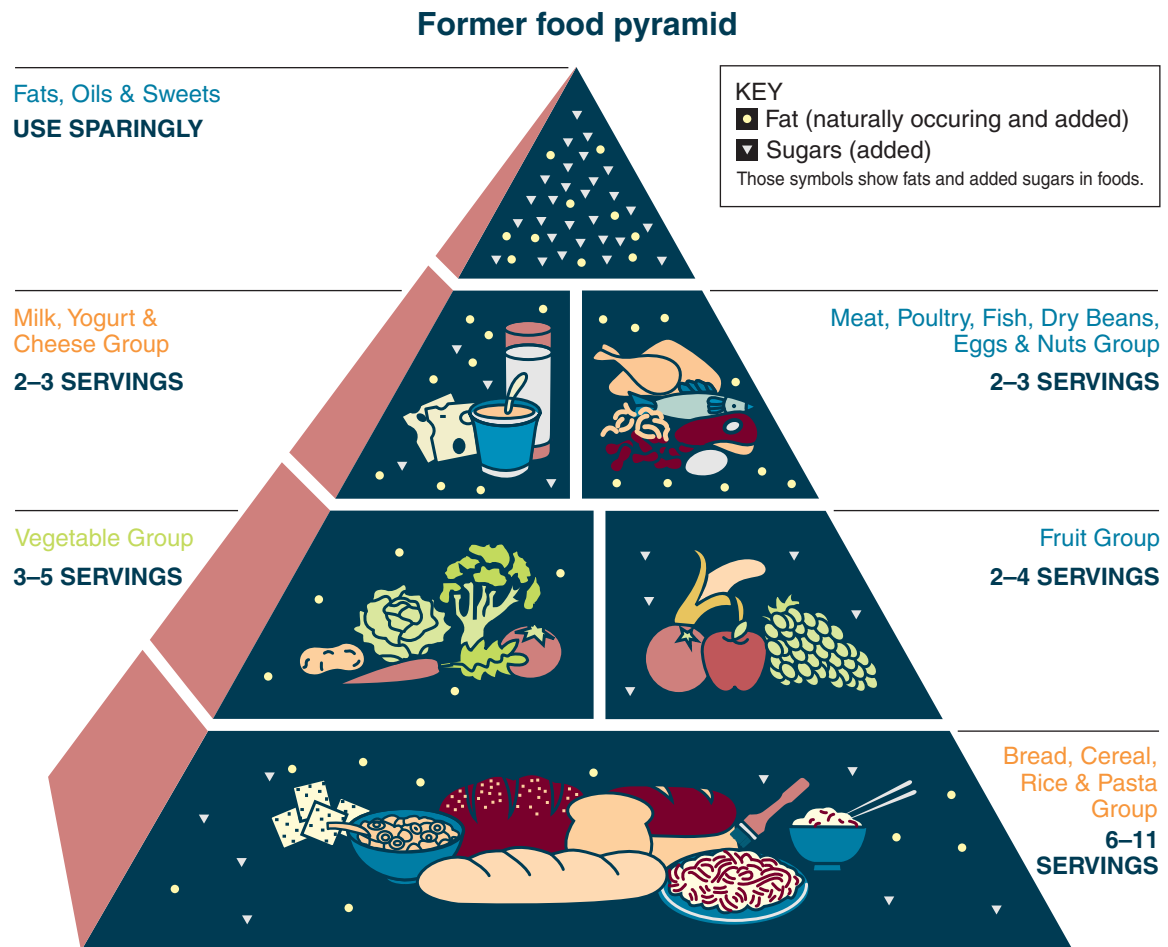 Former food pyramid
Fats, Oils & Sweets
USE SPARINGLY
KEY
Fat (naturally occuring and added)
Sugars (added)
Those symbols show fats and added sugars in foods.
Milk, Yogurt &
Cheese Group
2–3 SERVINGS
Meat, Poultry, Fish, Dry Beans,
Eggs & Nuts Group
2–3 SERVINGS
Vegetable Group
3–5 SERVINGS
Fruit Group
2–4 SERVINGS
Bread, Cereal,
Rice & Pasta
Group
6–11
SERVINGS